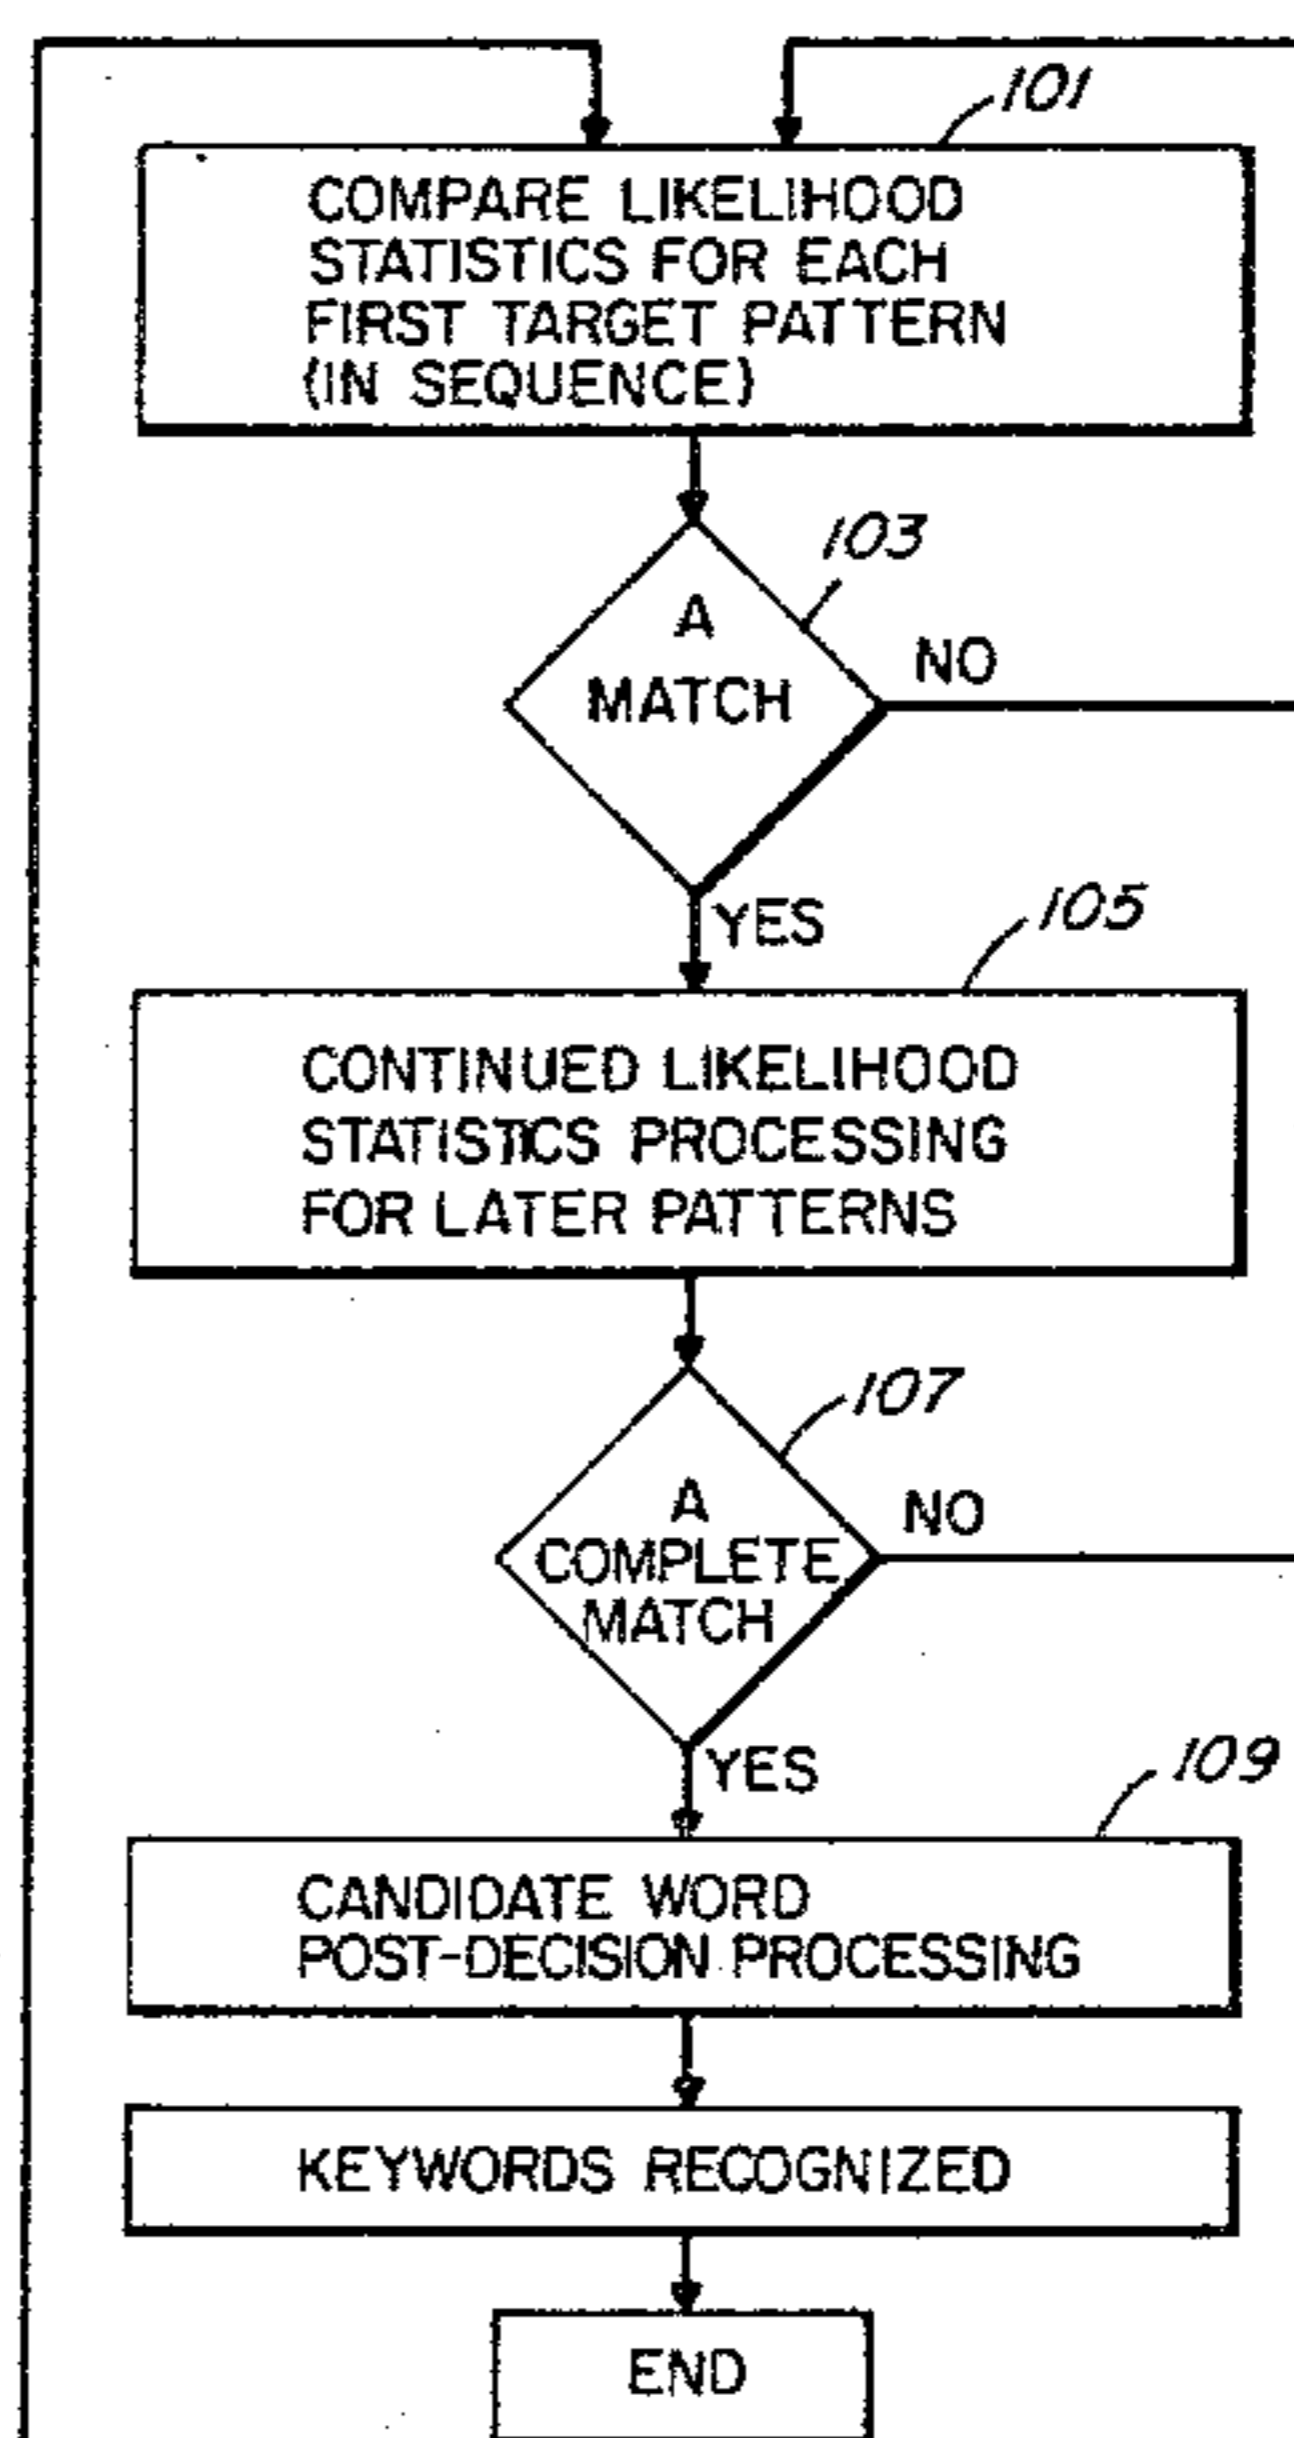 101
COMPARE LIKELIHOOD
STATISTICS FOR EACH
FIRST TARGET PATTERN
(IN SEQUENCE)
103
A
MATCH
NO
YES
105
CONTINUED LIKELIHOOD
STATISTICS PROCESSING
FOR LATER PATTERNS
107
A
COMPLETE
MATCH
NO
YES
109
CANDIDATE WORD
POST-DECISION PROCESSING
KEYWORDS RECOGNIZED
END